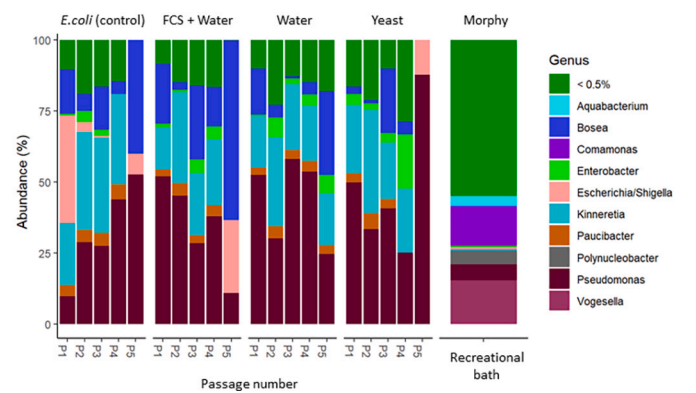 E.coli (control) FCS + Water Water Yeast Morphy
100
75
50
25
0
Abundance (%)
P1 P2 P3 P4 P5 P1 P2 P3 P4 P5 P1 P2 P3 P4 P5 P1 P2 P3 P4 P5
Recreational
bath
Passage number
Genus
< 0.5%
Aquabacterium
Bosea
Comamonas
Enterobacter
Escherichia/Shigella
Kinneretia
Paucibacter
Polynucleobacter
Pseudomonas
Vogesella